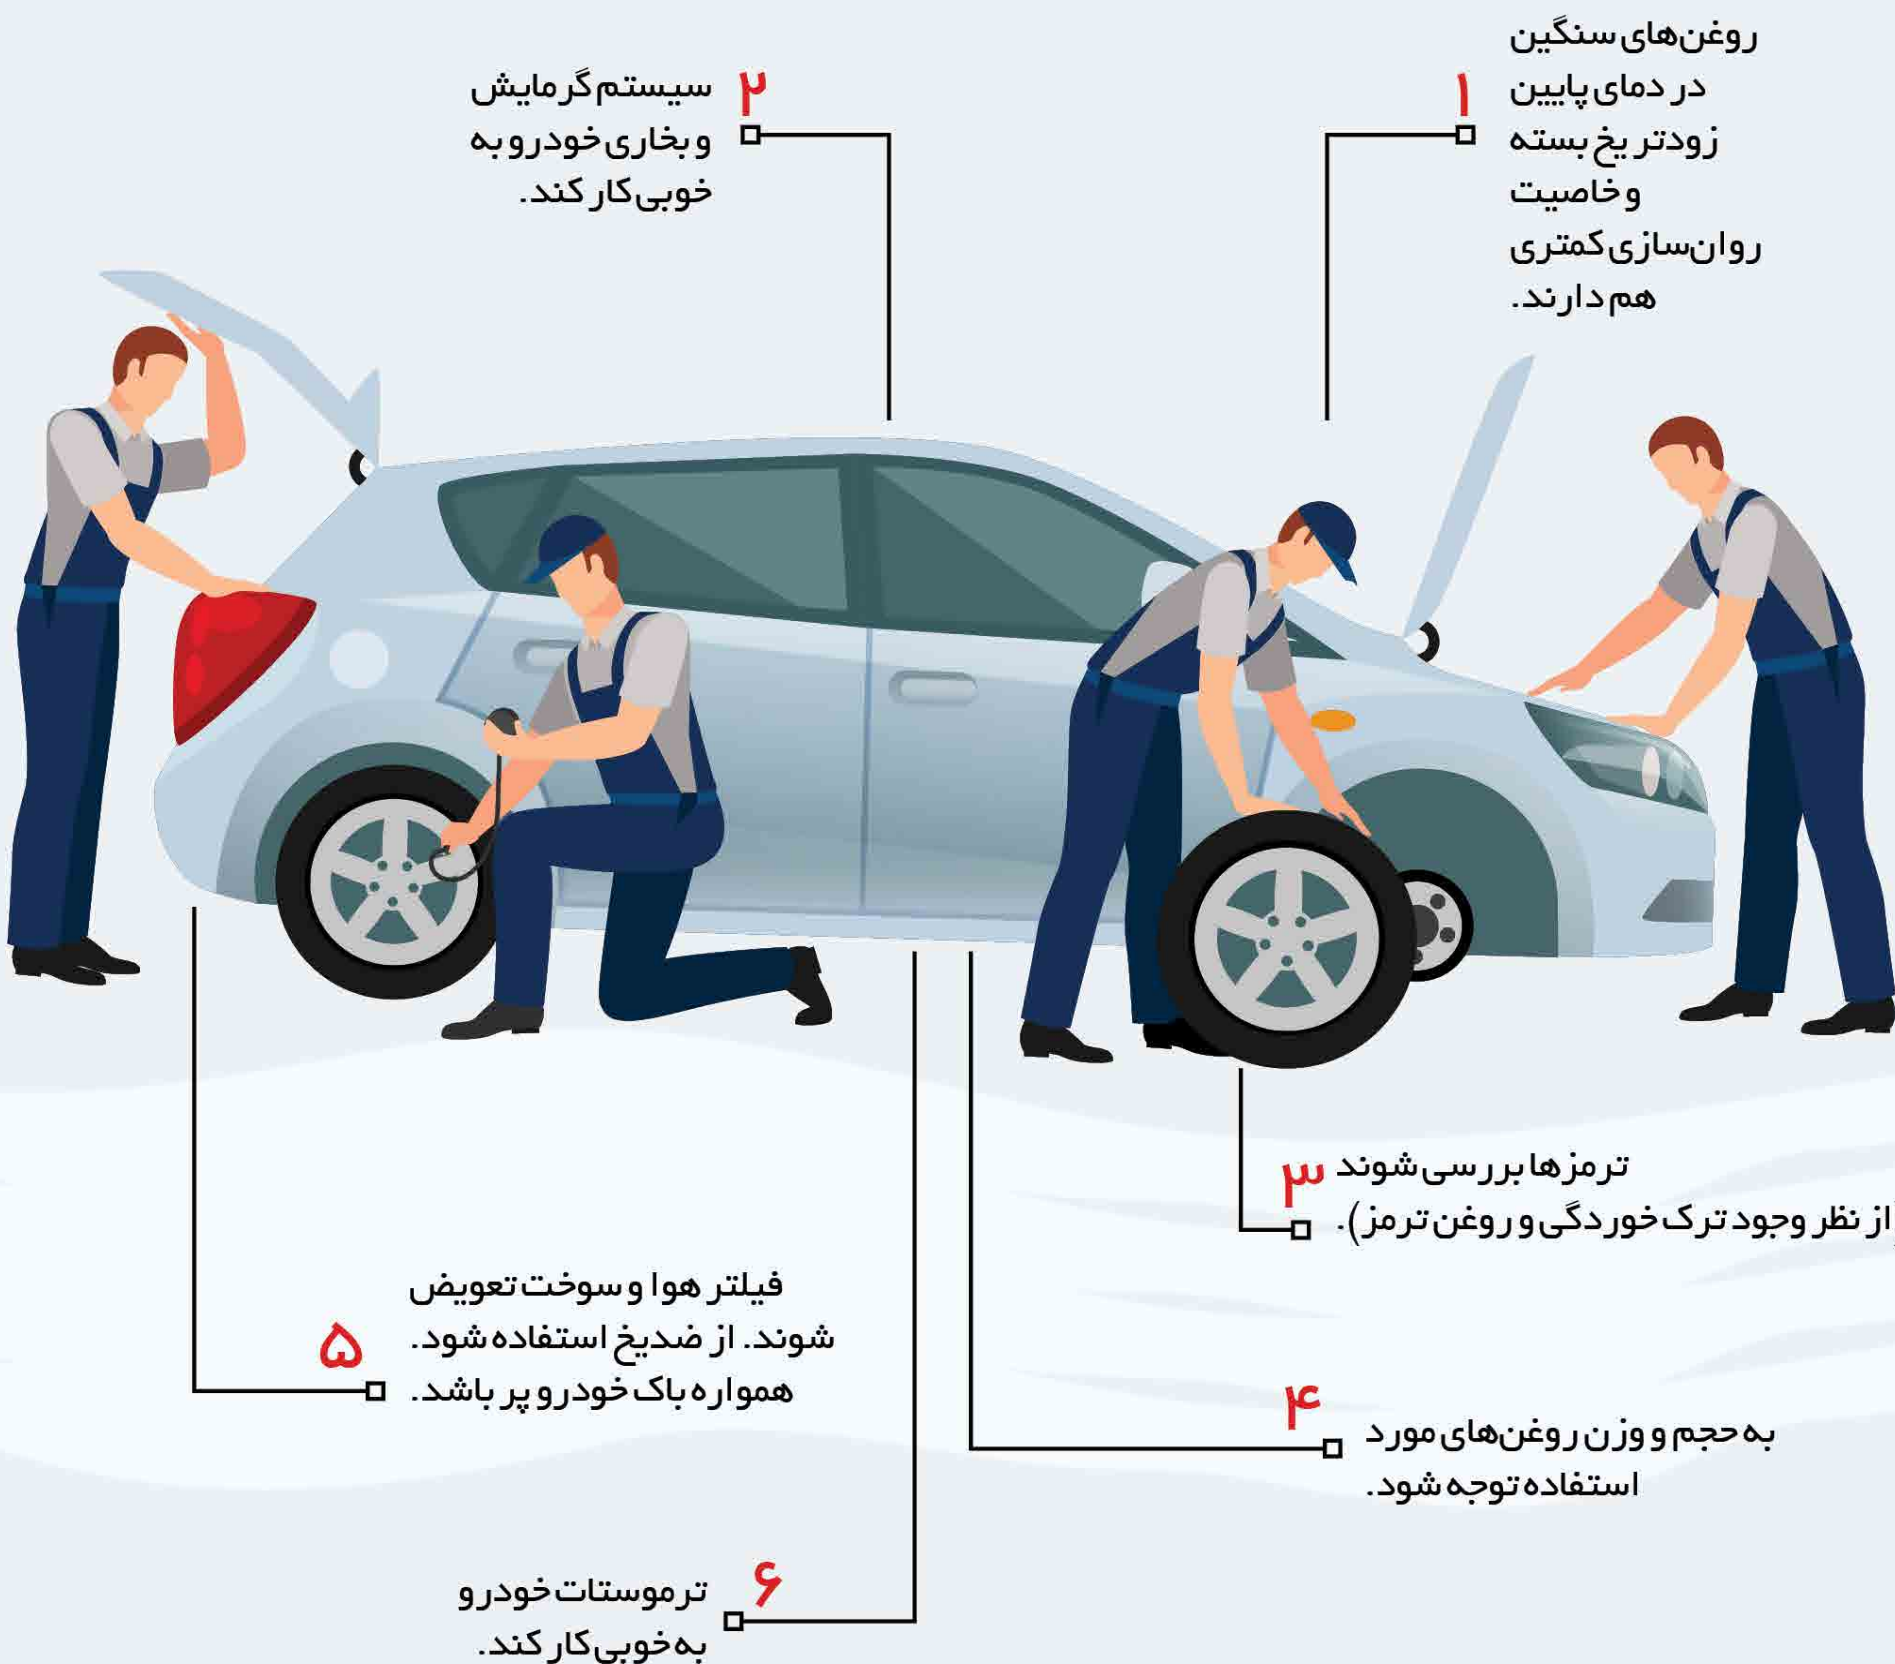 ۱
روغن‌های سنگین
در دمای پایین
زودتر یخ بسته
و خاصیت
روان‌سازی کمتری
هم دارند.
۲
سیستم گرمایش
و بخاری خودرو به
خوبی کار کند.
۳
ترمزها بررسی شوند
(از نظر وجود ترک خوردگی و روغن ترمز).
۴
به حجم و وزن روغن‌های مورد
استفاده توجه شود.
۵
فیلتر هوا و سوخت تعویض
شوند. از ضدیخ استفاده شود.
همواره باک خودرو پر باشد.
۶
ترموستات خودرو
به خوبی کار کند.